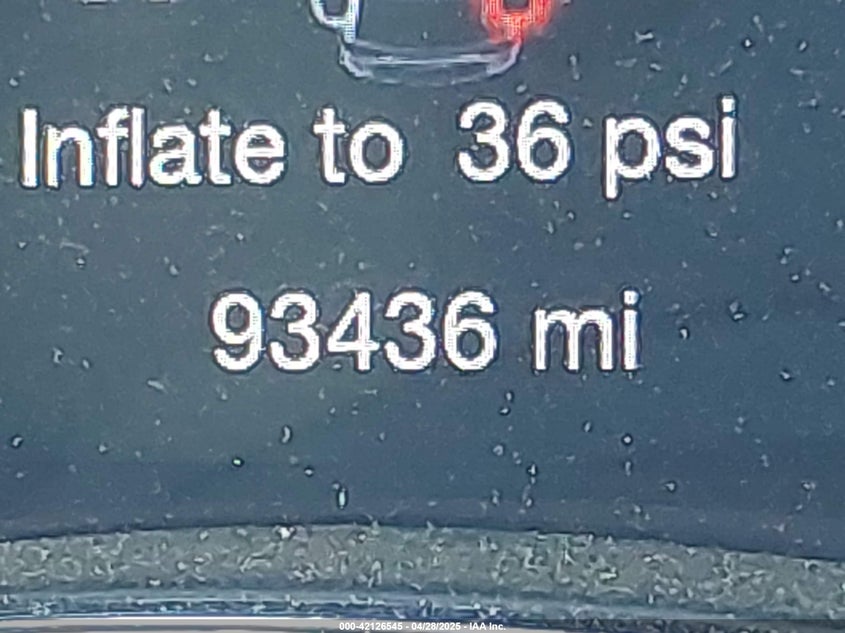 Inflate to 36 psi
93436 mi
000-42126545 - 04/28/2025 - IAA Inc.